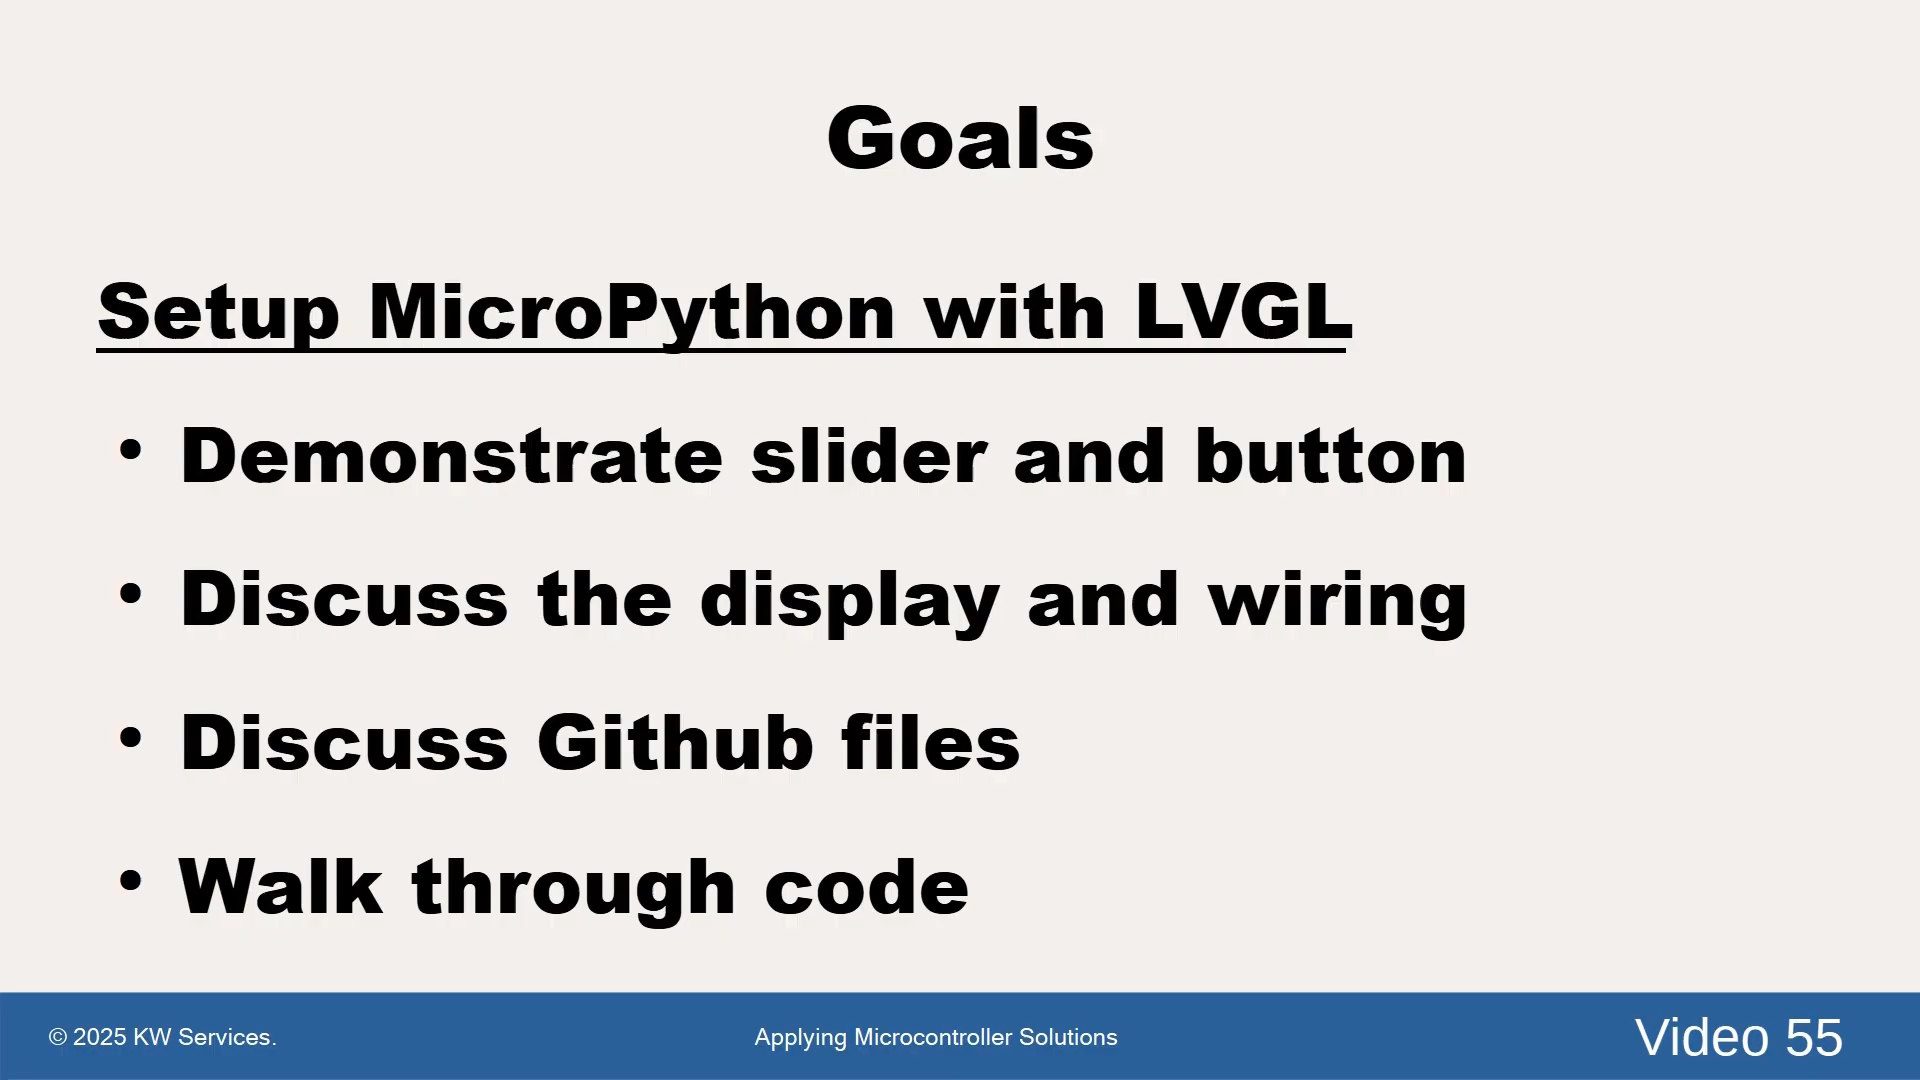 Goals
Setup MicroPython with LVGL
• Demonstrate slider and button
• Discuss the display and wiring
• Discuss Github files
• Walk through code
© 2025 KW Services.
Applying Microcontroller Solutions
Video 55